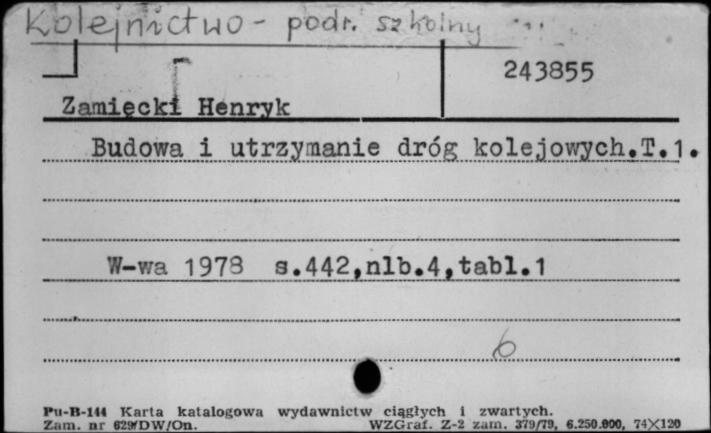 Kolejnictwo - podr. szkolny
243855
Zamięcki Henryk
Budowa i utrzymanie dróg kolejowych.T.1.
W-wa 1978 s.442,nlb.4,tabl.1
6
Pu-B-144 Karta katalogowa wydawnictw ciągłych i zwartych.
Zam. nr 629/DW/On. WZGraf. Z-2 zam. 379/79, 6.250.000, 74×120